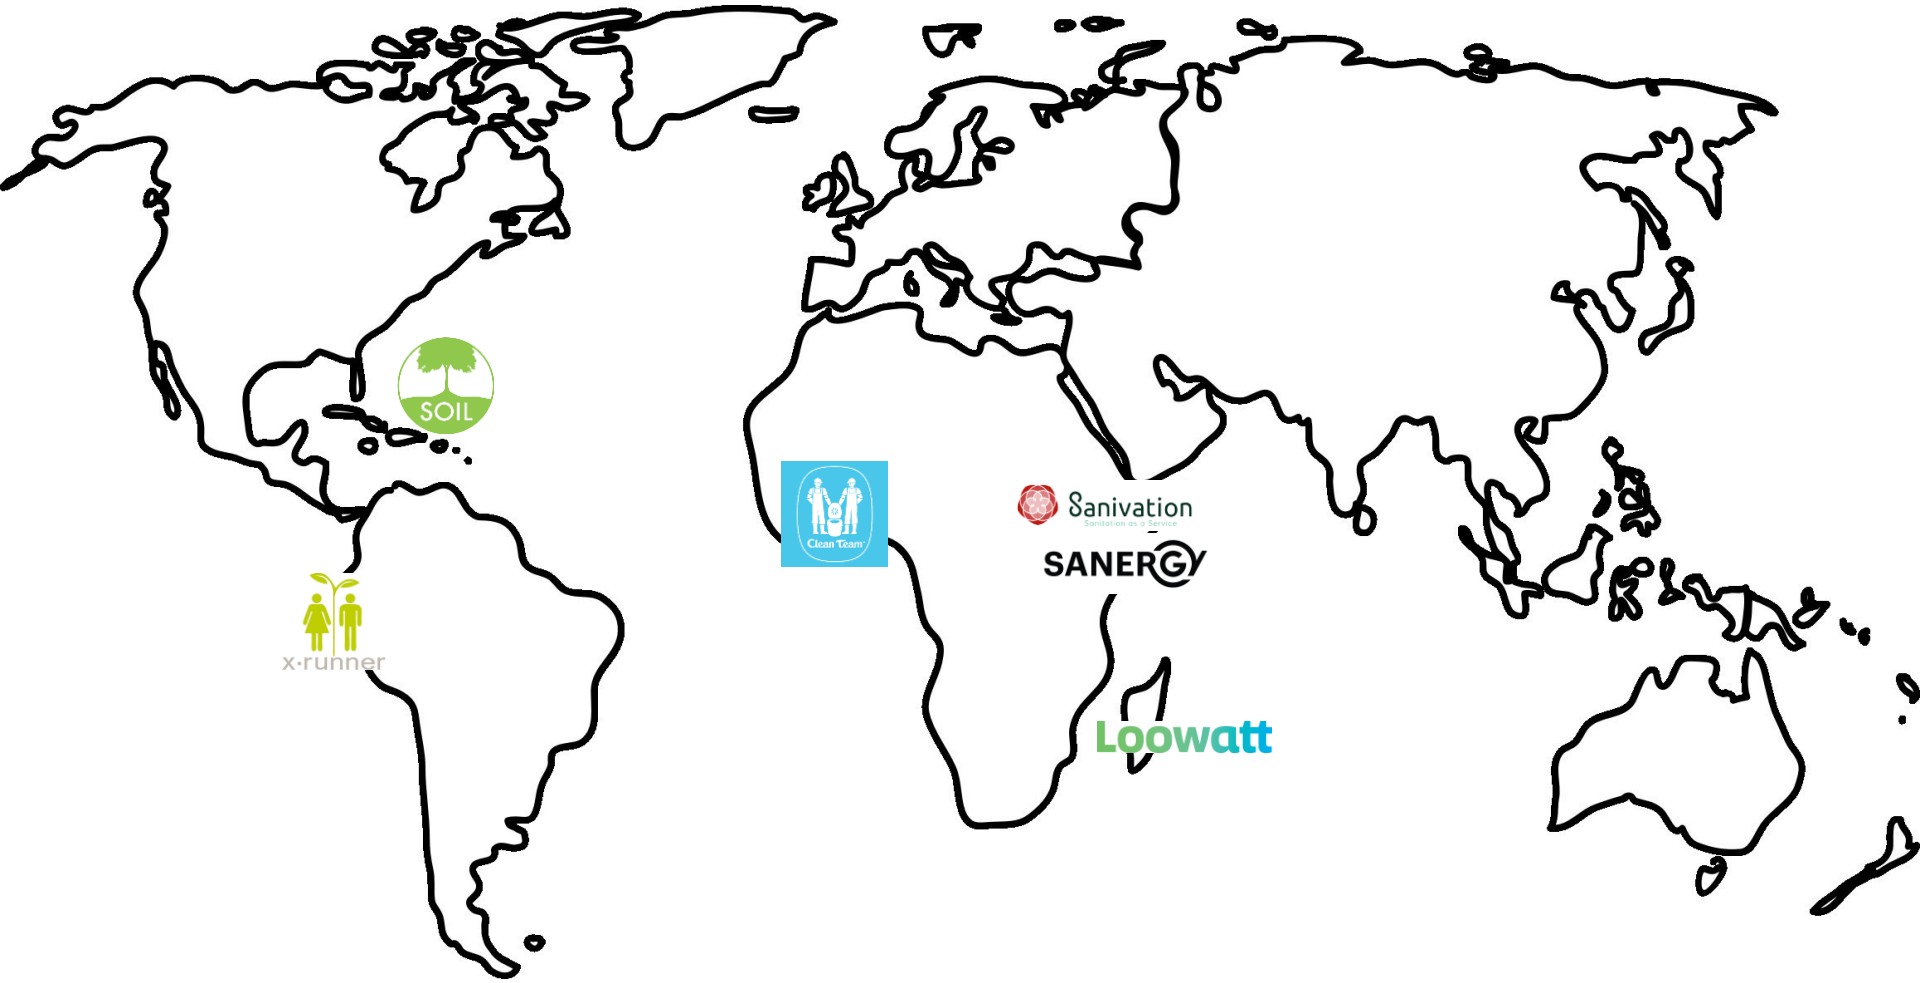 SOIL
Clean Team
Sanivation
Sanitation as a Service
SANERGY
x·runner
Loowatt